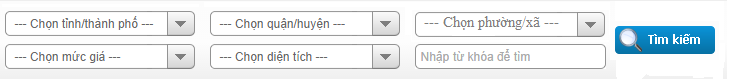 --- Chọn tỉnh/thành phố ---
--- Chọn quận/huyện ---
--- Chọn phường/xã ---
Tìm kiếm
--- Chọn mức giá ---
--- Chọn diện tích ---
Nhập từ khóa để tìm